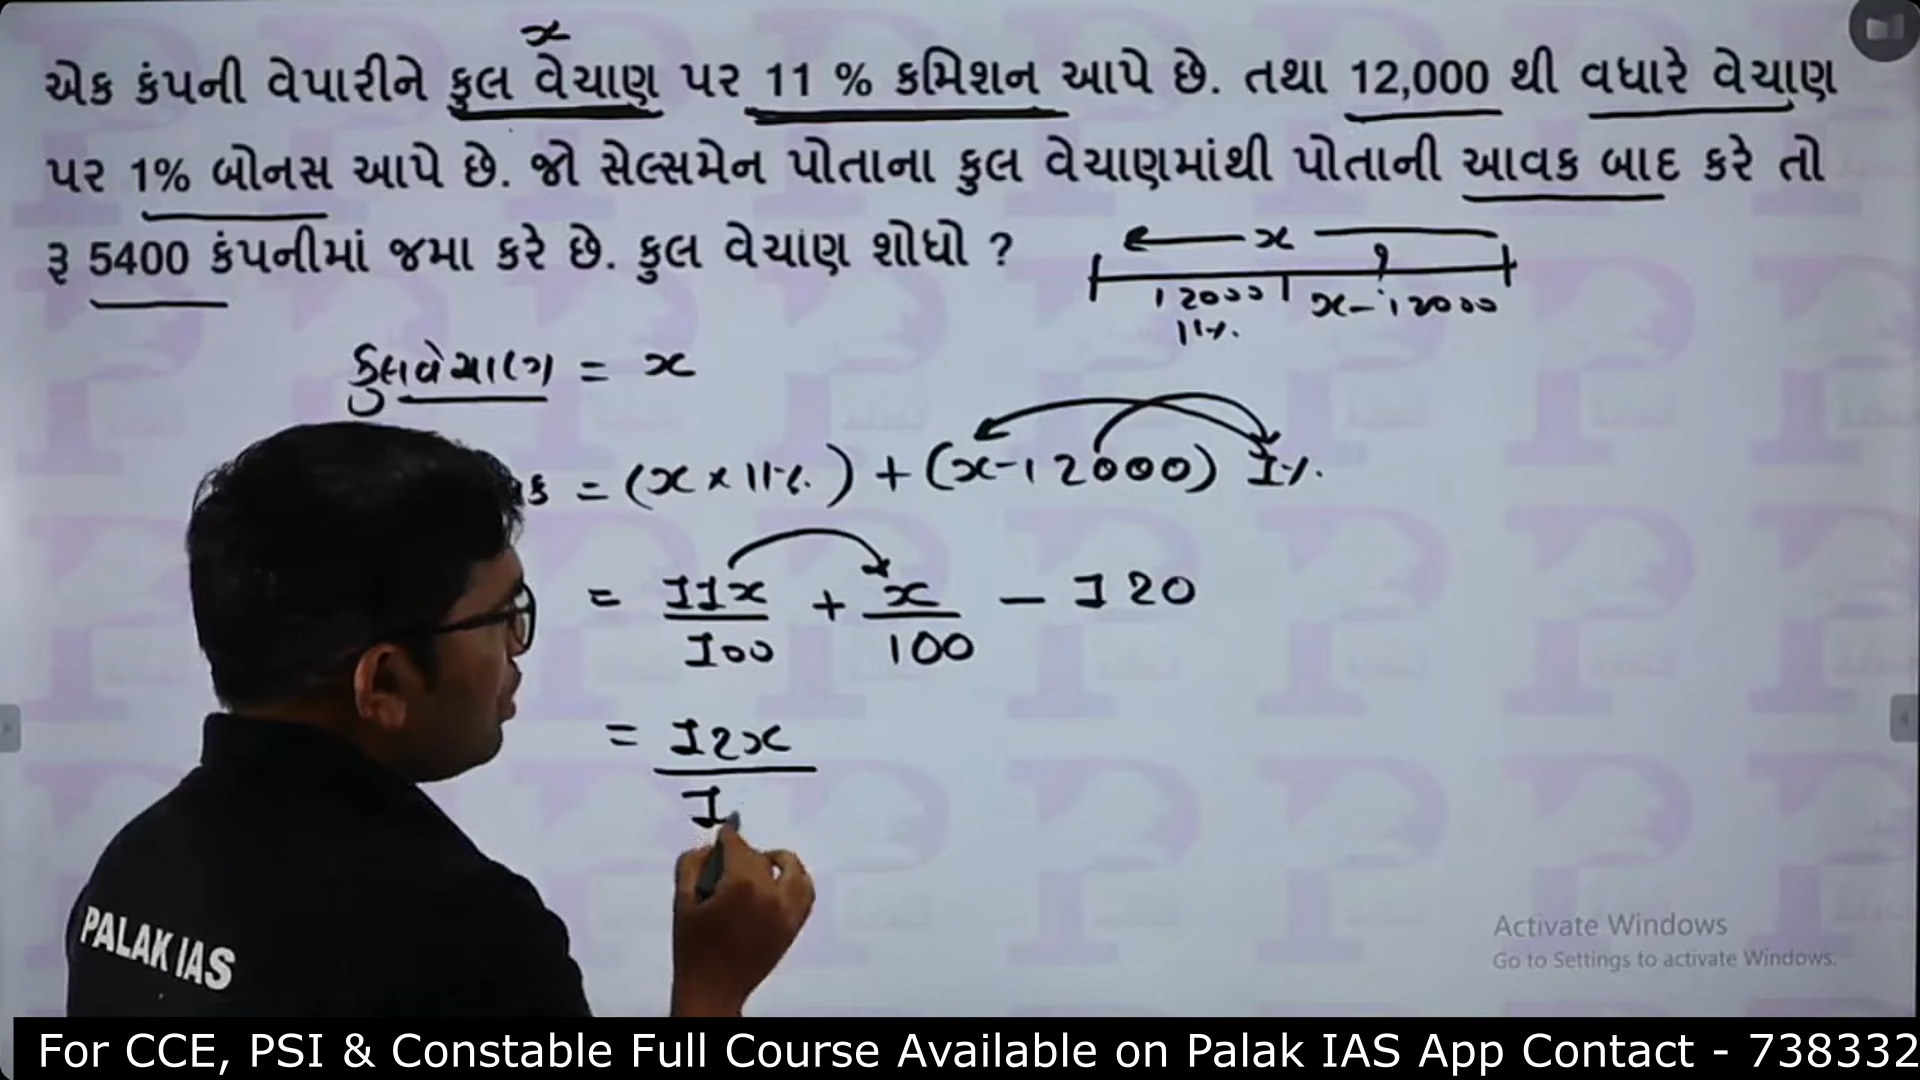 x
એક કંપની વેપારીને કુલ વેચાણ પર 11 % કમિશન આપે છે. તથા 12,000 થી વધારે વેચાણ
પર 1% બોનસ આપે છે. જો સેલ્સમેન પોતાના કુલ વેચાણમાંથી પોતાની આવક બાદ કરે તો
રૂ 5400 કંપનીમાં જમા કરે છે. કુલ વેચાણ શોધો ?
x
12000 x-12000
11%.
કુલવેચાણ = x
ક = (x × 11%.) + (x-12000) 1%.
= 11x/100 + x/100 - 120
= 12x/1
PALAK IAS
Activate Windows
Go to Settings to activate Windows.
For CCE, PSI & Constable Full Course Available on Palak IAS App Contact - 738332